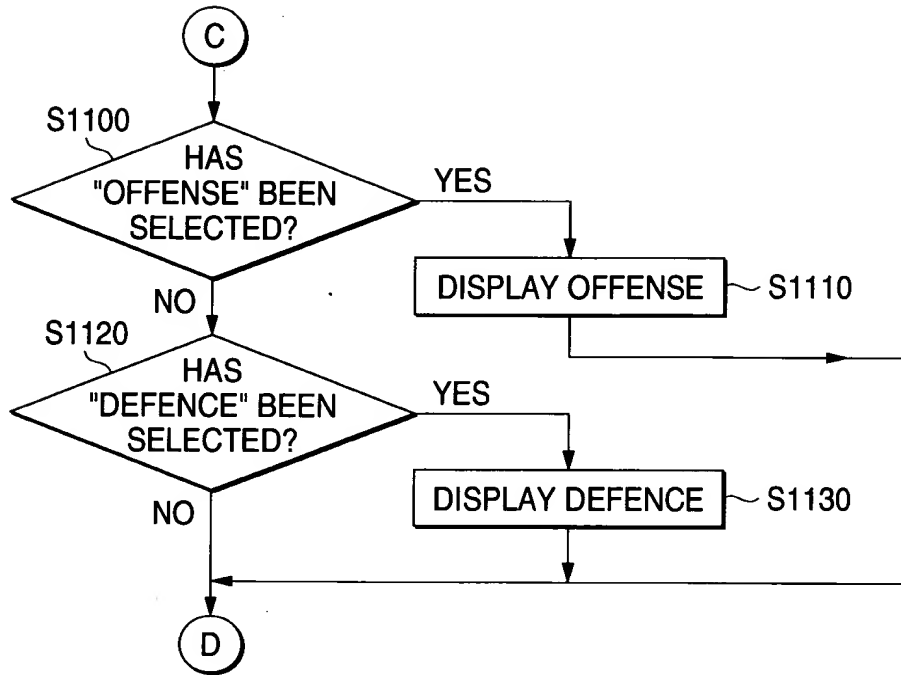 C
S1100
HAS
"OFFENSE" BEEN
SELECTED?
YES
DISPLAY OFFENSE
S1110
NO
S1120
HAS
"DEFENCE" BEEN
SELECTED?
YES
DISPLAY DEFENCE
S1130
NO
D